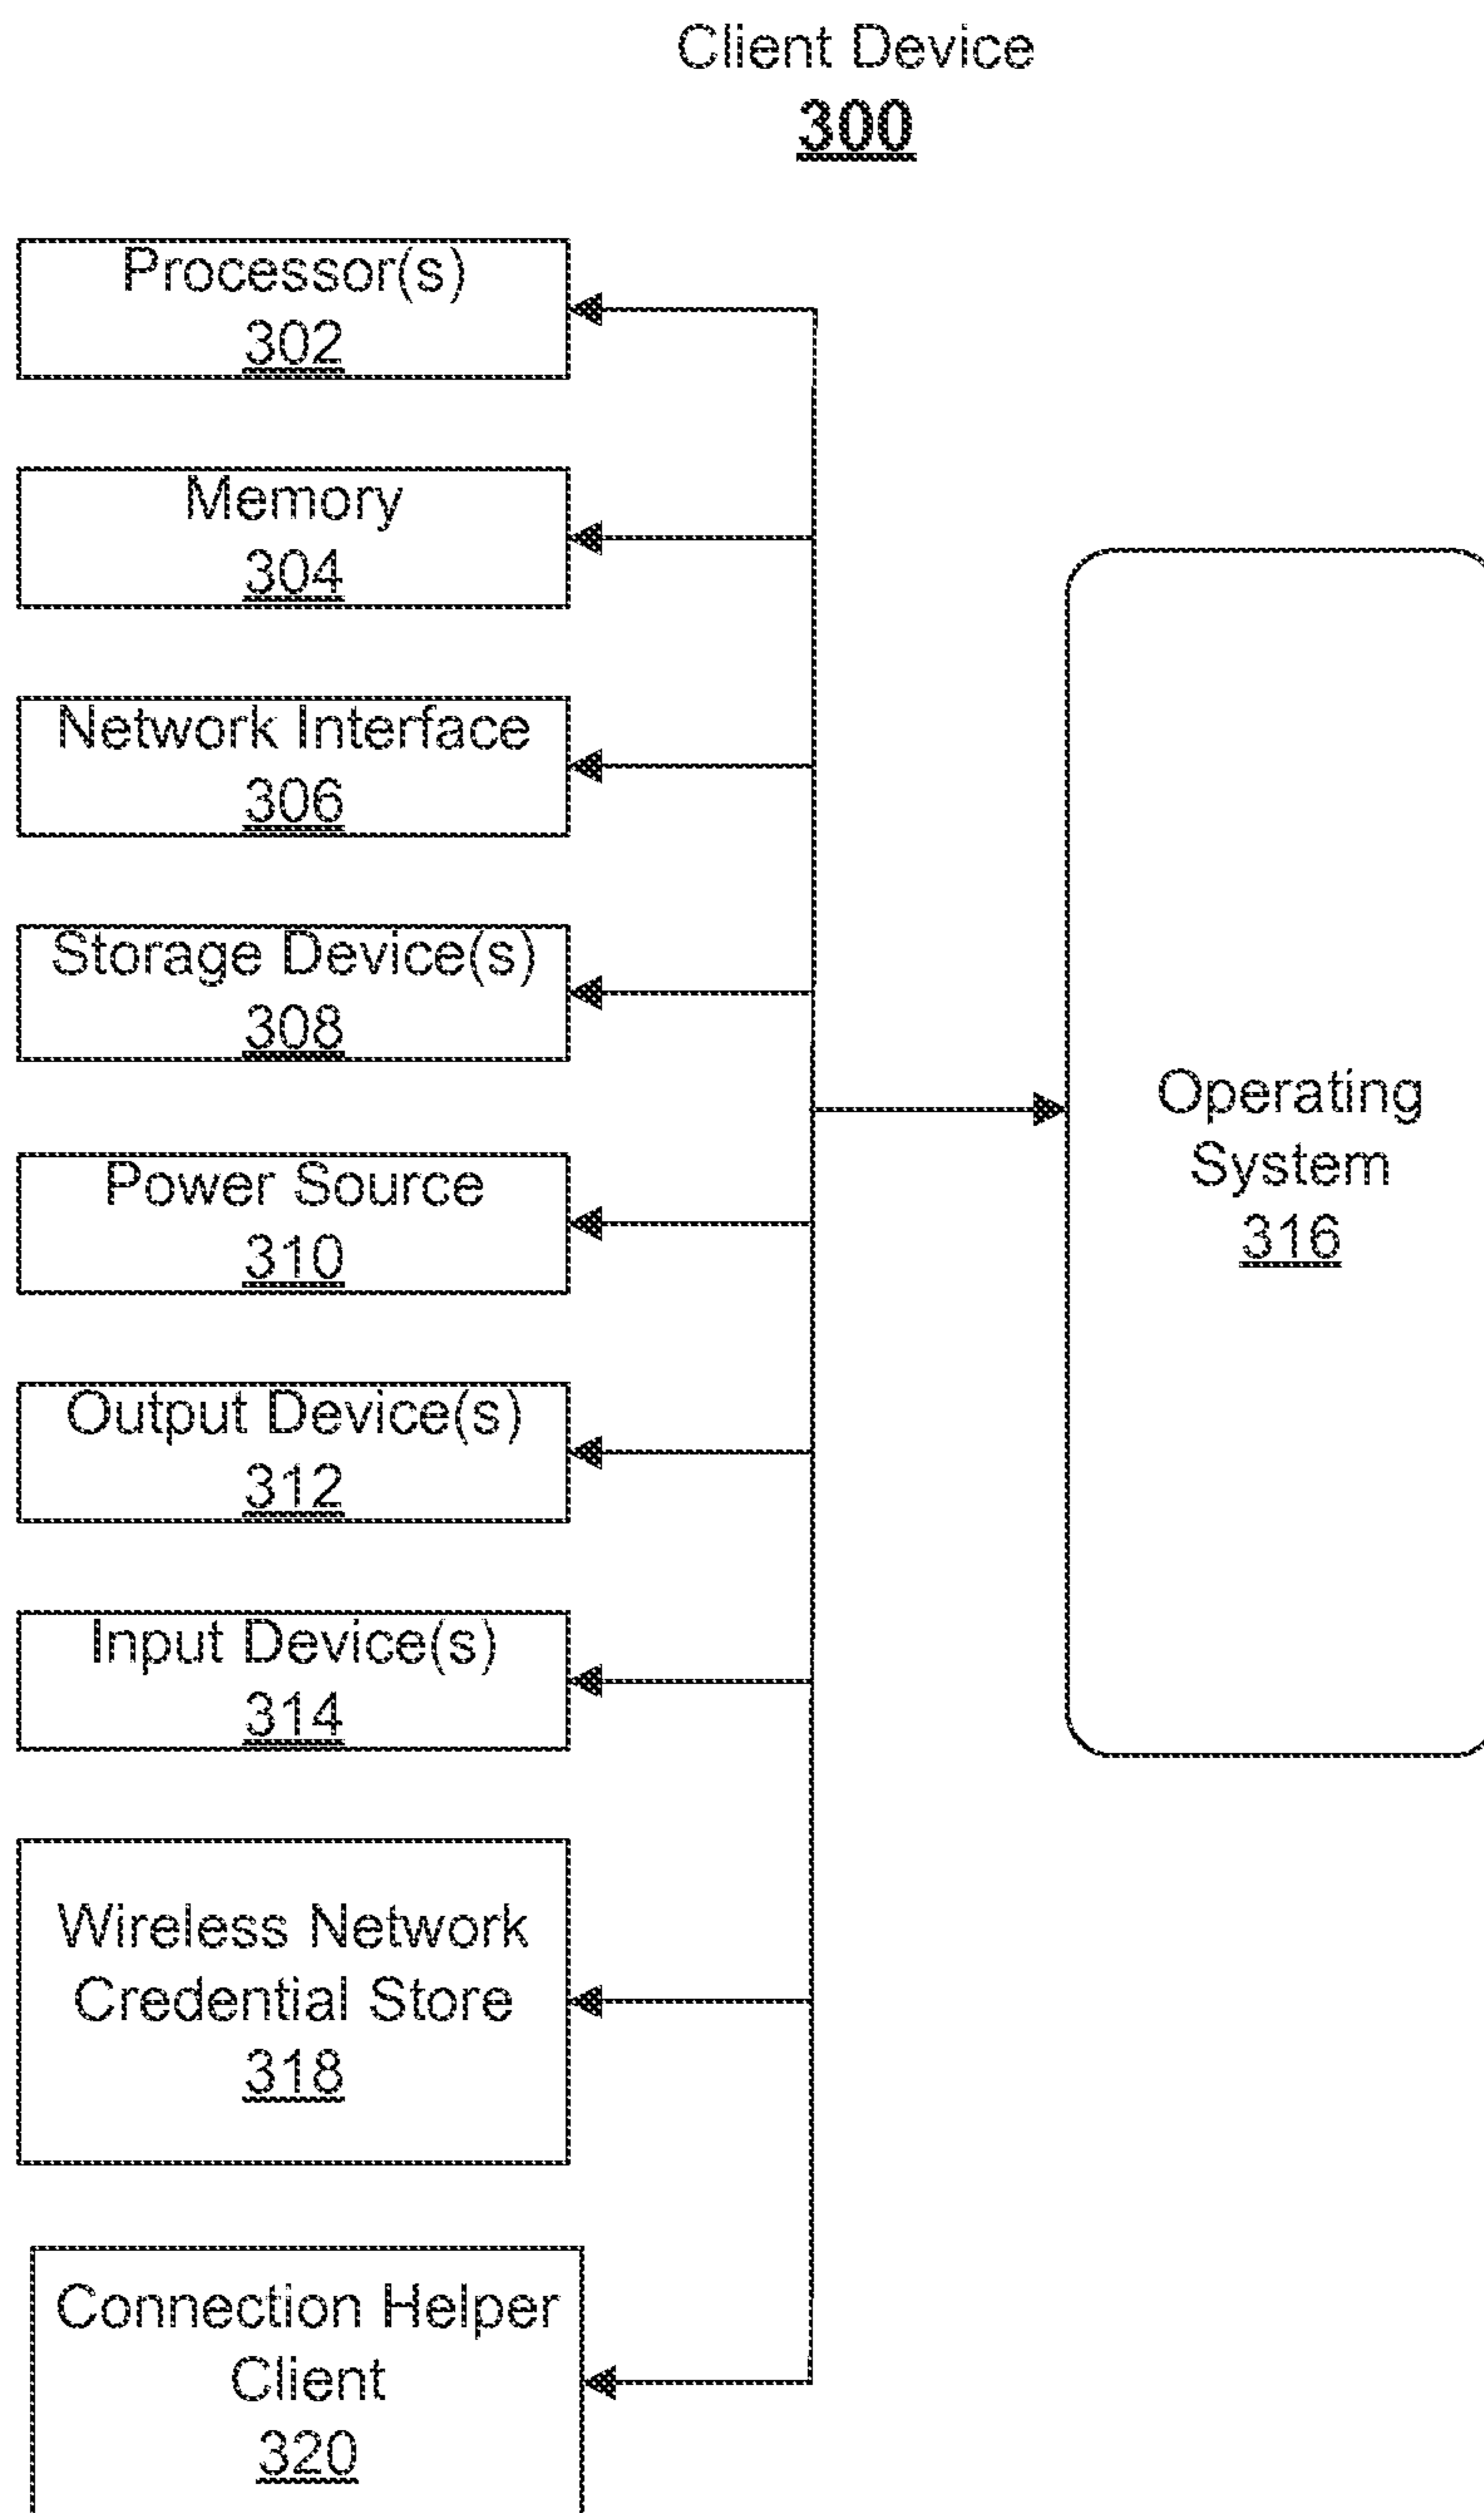 Client Device
300
Processor(s)
302
Memory
304
Network Interface
306
Storage Device(s)
308
Power Source
310
Output Device(s)
312
Input Device(s)
314
Operating
System
316
Wireless Network
Credential Store
318
Connection Helper
Client
320